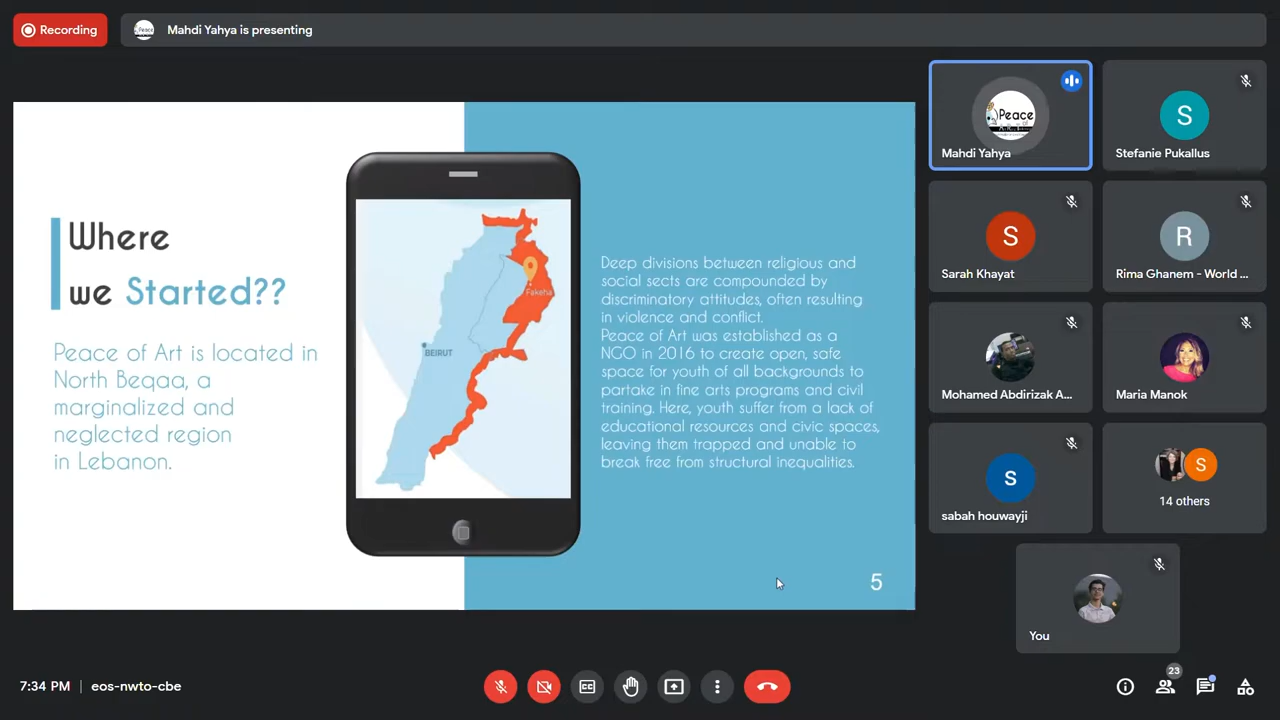 Recording
Mahdi Yahya is presenting
Where
we Started??
Peace of Art is located in
North Beqaa, a
marginalized and
neglected region
in Lebanon.
Fakeha
BEIRUT
Deep divisions between religious and
social sects are compounded by
discriminatory attitudes, often resulting
in violence and conflict.
Peace of Art was established as a
NGO in 2016 to create open, safe
space for youth of all backgrounds to
partake in fine arts programs and civil
training. Here, youth suffer from a lack of
educational resources and civic spaces,
leaving them trapped and unable to
break free from structural inequalities.
5
Peace
Mahdi Yahya
S
Stefanie Pukallus
S
Sarah Khayat
R
Rima Ghanem - World ...
Mohamed Abdirizak A...
Maria Manok
s
sabah houwayji
S
14 others
You
7:34 PM | eos-nwto-cbe
CC
23